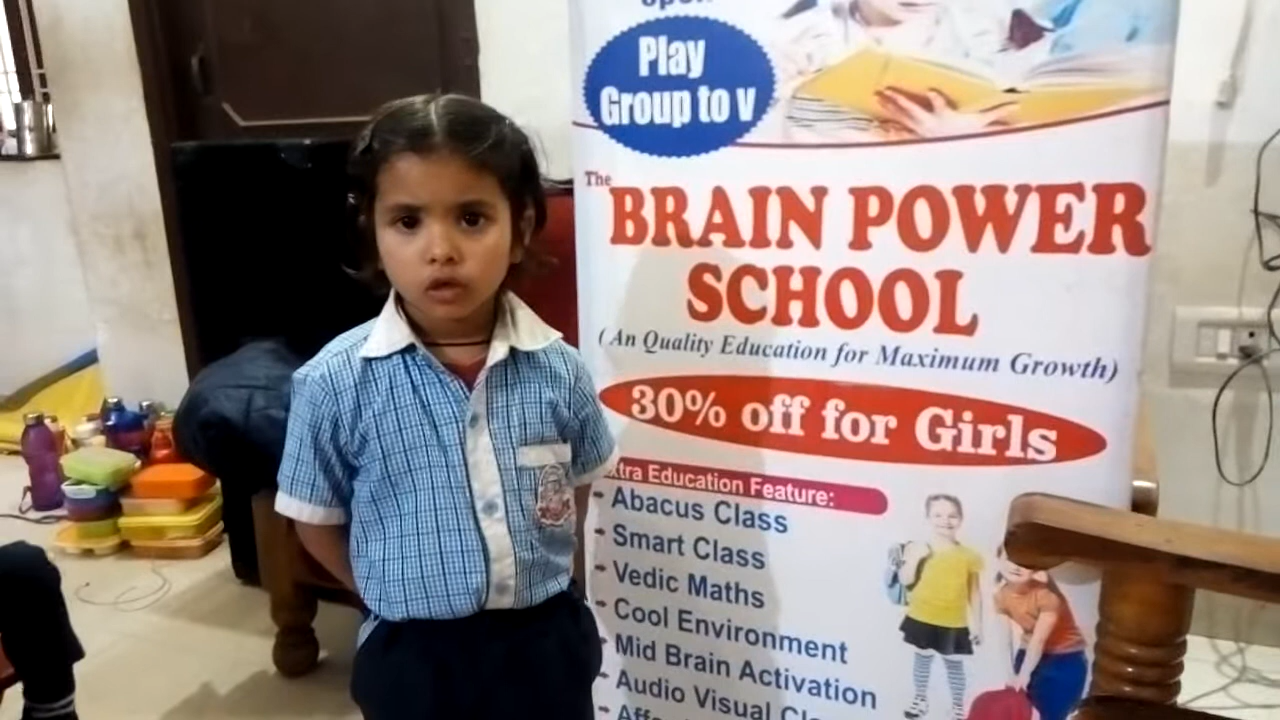 Play
Group to V
The
BRAIN POWER
SCHOOL
(An Quality Education for Maximum Growth)
30% off for Girls
Education Feature:
- Abacus Class
- Smart Class
- Vedic Maths
- Cool Environment
- Mid Brain Activation
- Audio Visual